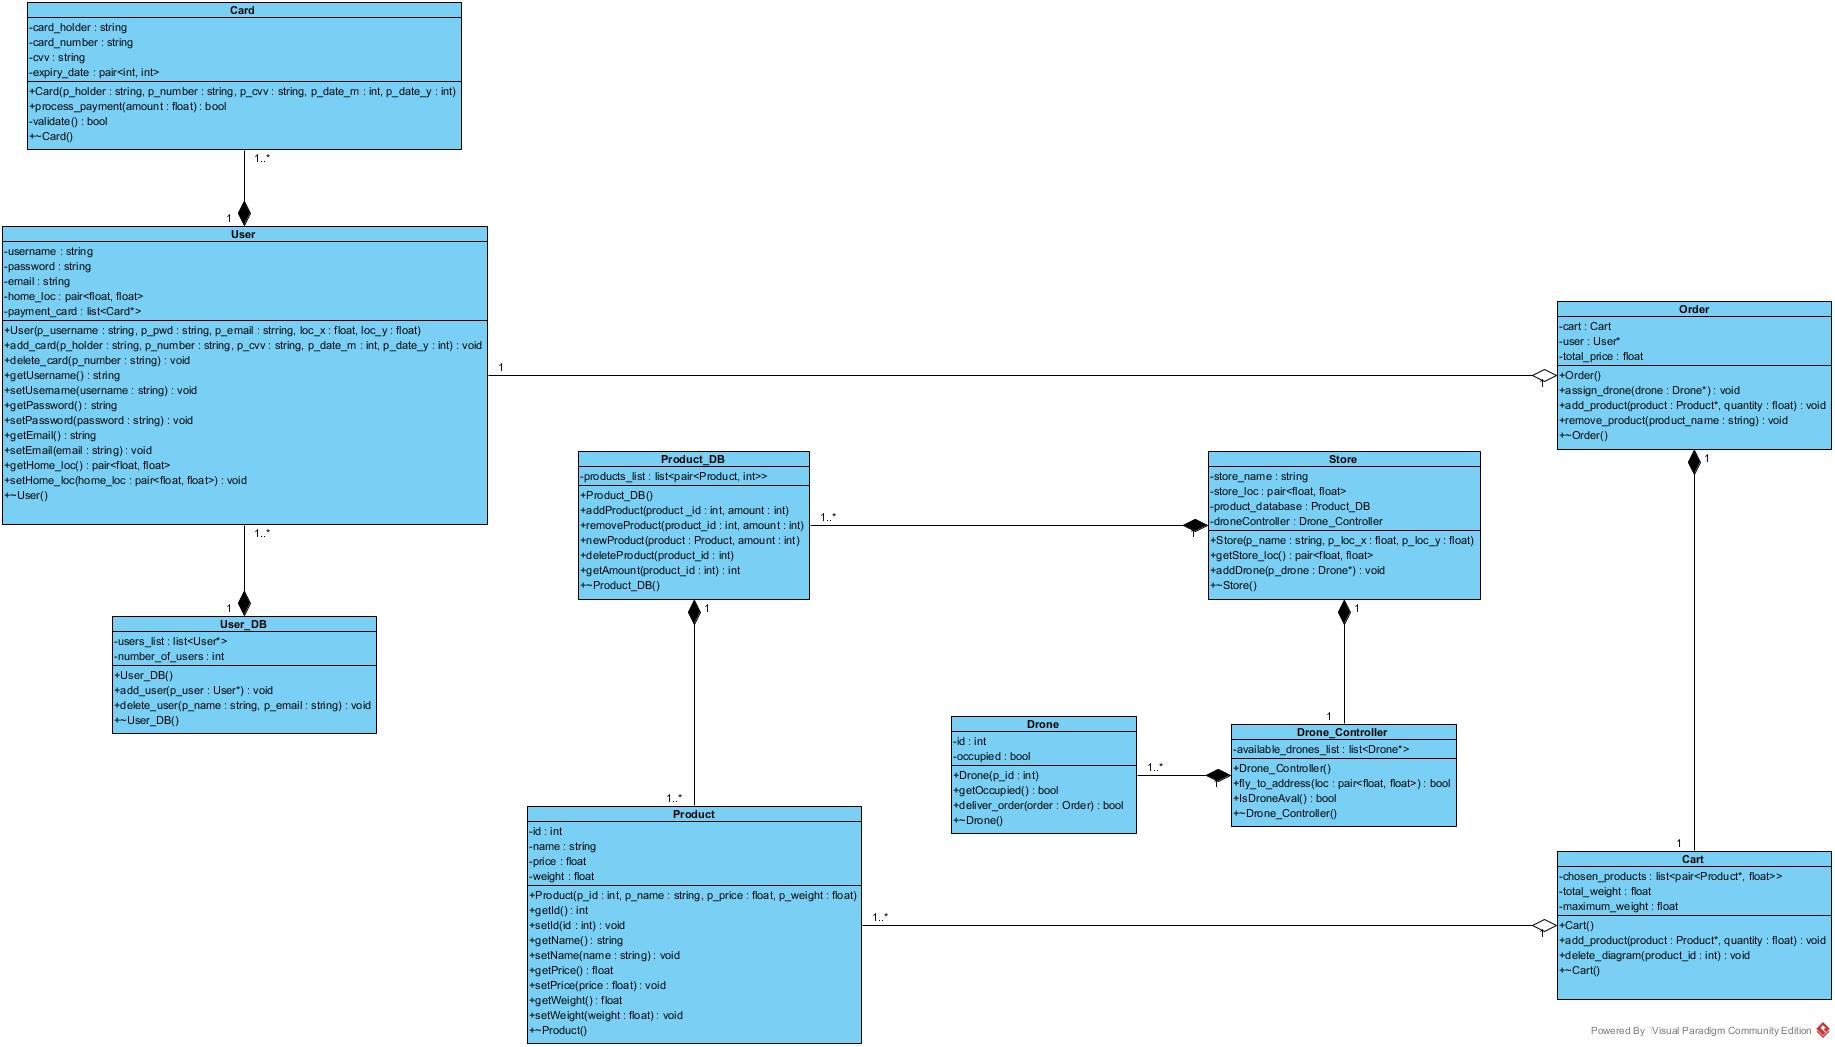 Card
-card_holder : string
-card_number : string
-cvv : string
-expiry_date : pair<int, int>
+Card(p_holder : string, p_number : string, p_cvv : string, p_date_m : int, p_date_y : int)
+process_payment(amount : float) : bool
-validate() : bool
+~Card()
1..*
1
User
-username : string
-password : string
-email : string
-home_loc : pair<float, float>
-payment_card : list<Card*>
+User(p_username : string, p_pwd : string, p_email : strring, loc_x : float, loc_y : float)
+add_card(p_holder : string, p_number : string, p_cvv : string, p_date_m : int, p_date_y : int) : void
+delete_card(p_number : string) : void
+getUsername() : string
+setUsername(username : string) : void
+getPassword() : string
+setPassword(password : string) : void
+getEmail() : string
+setEmail(email : string) : void
+getHome_loc() : pair<float, float>
+setHome_loc(home_loc : pair<float, float>) : void
+~User()
1
1
Order
-cart : Cart
-user : User*
-total_price : float
+Order()
+assign_drone(drone : Drone*) : void
+add_product(product : Product*, quantity : float) : void
+remove_product(product_name : string) : void
+~Order()
1
1..*
1
User_DB
-users_list : list<User*>
-number_of_users : int
+User_DB()
+add_user(p_user : User*) : void
+delete_user(p_name : string, p_email : string) : void
+~User_DB()
Product_DB
-products_list : list<pair<Product, int>>
+Product_DB()
+addProduct(product _id : int, amount : int)
+removeProduct(product_id : int, amount : int)
+newProduct(product : Product, amount : int)
+deleteProduct(product_id : int)
+getAmount(product_id : int) : int
+~Product_DB()
1..*
1
Store
-store_name : string
-store_loc : pair<float, float>
-product_database : Product_DB
-droneController : Drone_Controller
+Store(p_name : string, p_loc_x : float, p_loc_y : float)
+getStore_loc() : pair<float, float>
+addDrone(p_drone : Drone*) : void
+~Store()
1
1
1
1..*
Drone
-id : int
-occupied : bool
+Drone(p_id : int)
+getOccupied() : bool
+deliver_order(order : Order) : bool
+~Drone()
1..*
1
Drone_Controller
-available_drones_list : list<Drone*>
+Drone_Controller()
+fly_to_address(loc : pair<float, float>) : bool
+IsDroneAval() : bool
+~Drone_Controller()
Product
-id : int
-name : string
-price : float
-weight : float
+Product(p_id : int, p_name : string, p_price : float, p_weight : float)
+getId() : int
+setId(id : int) : void
+getName() : string
+setName(name : string) : void
+getPrice() : float
+setPrice(price : float) : void
+getWeight() : float
+setWeight(weight : float) : void
+~Product()
1..*
1
1
Cart
-chosen_products : list<pair<Product*, float>>
-total_weight : float
-maximum_weight : float
+Cart()
+add_product(product : Product*, quantity : float) : void
+delete_diagram(product_id : int) : void
+~Cart()
Powered By Visual Paradigm Community Edition